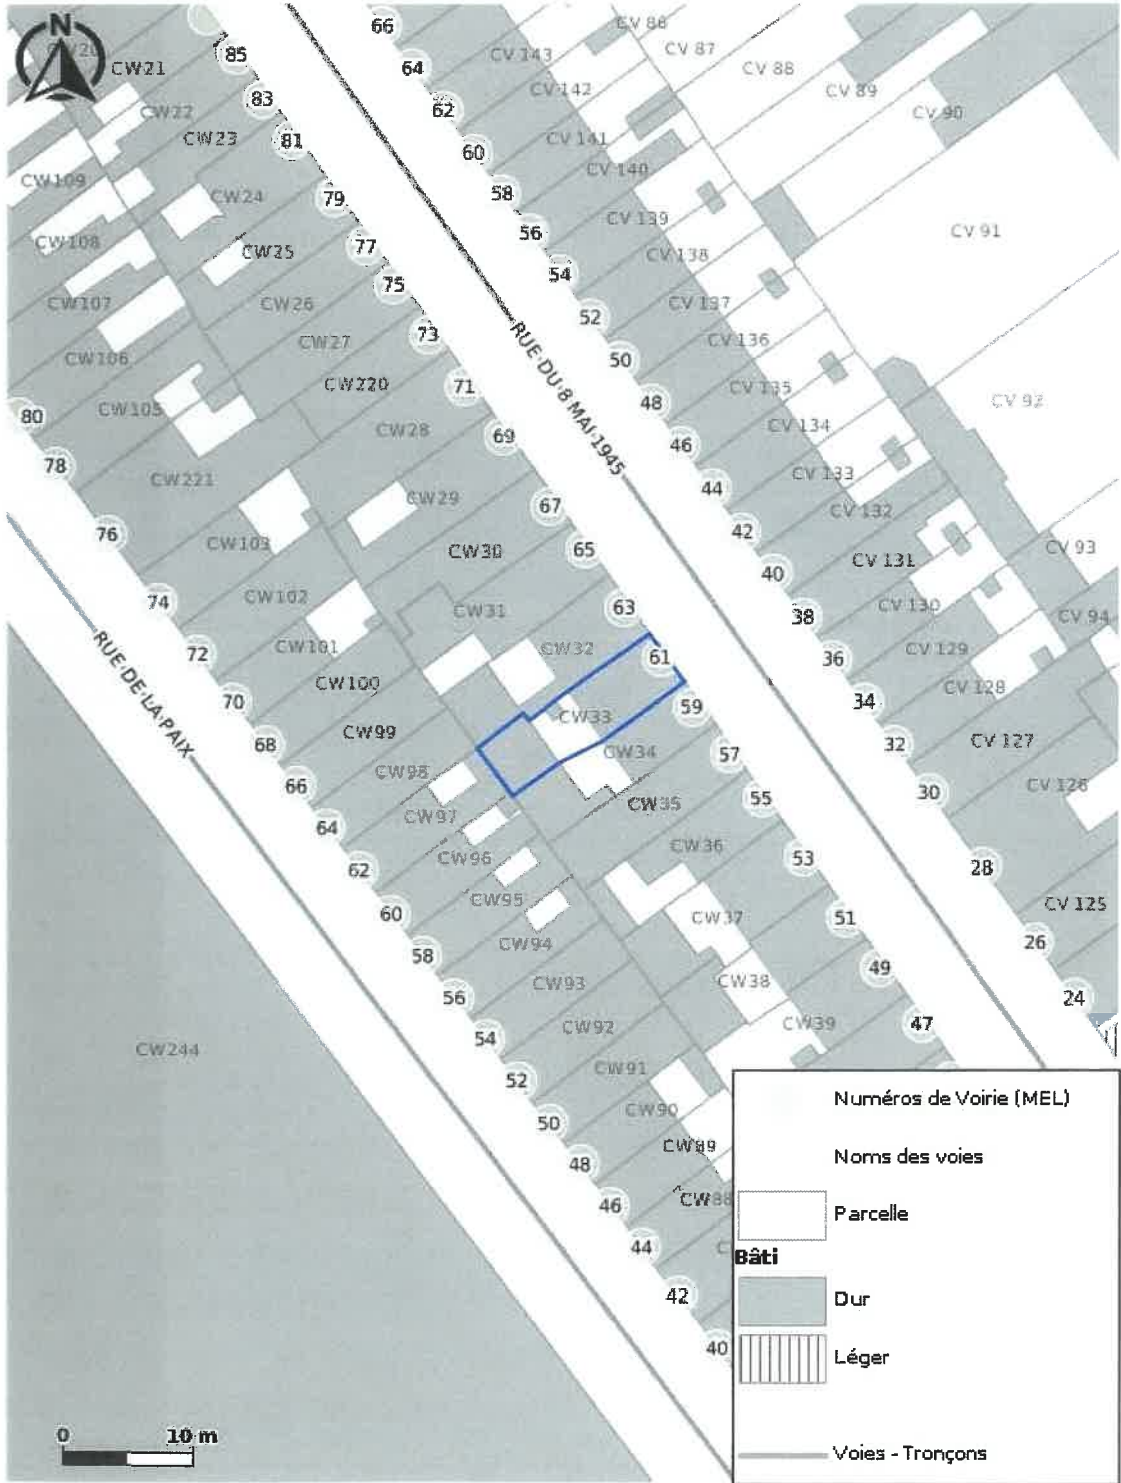 N
66
CV 86
CV 143
CV 87
85
64
CW21
CV 88
CV 142
CV 89
83
62
CW22
CV 90
CW23
81
CV 141
60
CV 140
CW109
58
79
CW24
CV 139
56
CV 91
CW108
77
CW25
CV 138
54
75
CW107
CW26
CV 137
52
73
CW27
CV 136
RUE DU 8 MAI 1945
50
CW106
71
CW220
CV 135
48
CV 92
CW105
80
CW28
69
CV 134
46
78
CW221
CV 133
44
CW29
67
CV 132
42
76
CW103
CW30
65
CV 93
CV 131
40
74
CW102
CW31
63
CV 130
38
CV 94
CW101
CW32
61
CV 129
36
72
RUE DE LA PAIX
CW100
CV 128
70
59
34
CW33
CW99
68
CW34
57
32
CV 127
CW98
66
55
30
CV 126
CW35
CW97
64
CW36
53
CW96
62
28
CW95
CV 125
60
CW37
51
CW94
58
26
49
CW93
CW38
56
24
CW92
CW39
47
54
CW244
CW91
52
CW90
50
CW89
48
CW88
46
44
42
40
Numéros de Voirie (MEL)
Noms des voies
Parcelle
Bâti
Dur
Léger
Voies - Tronçons
0 10 m